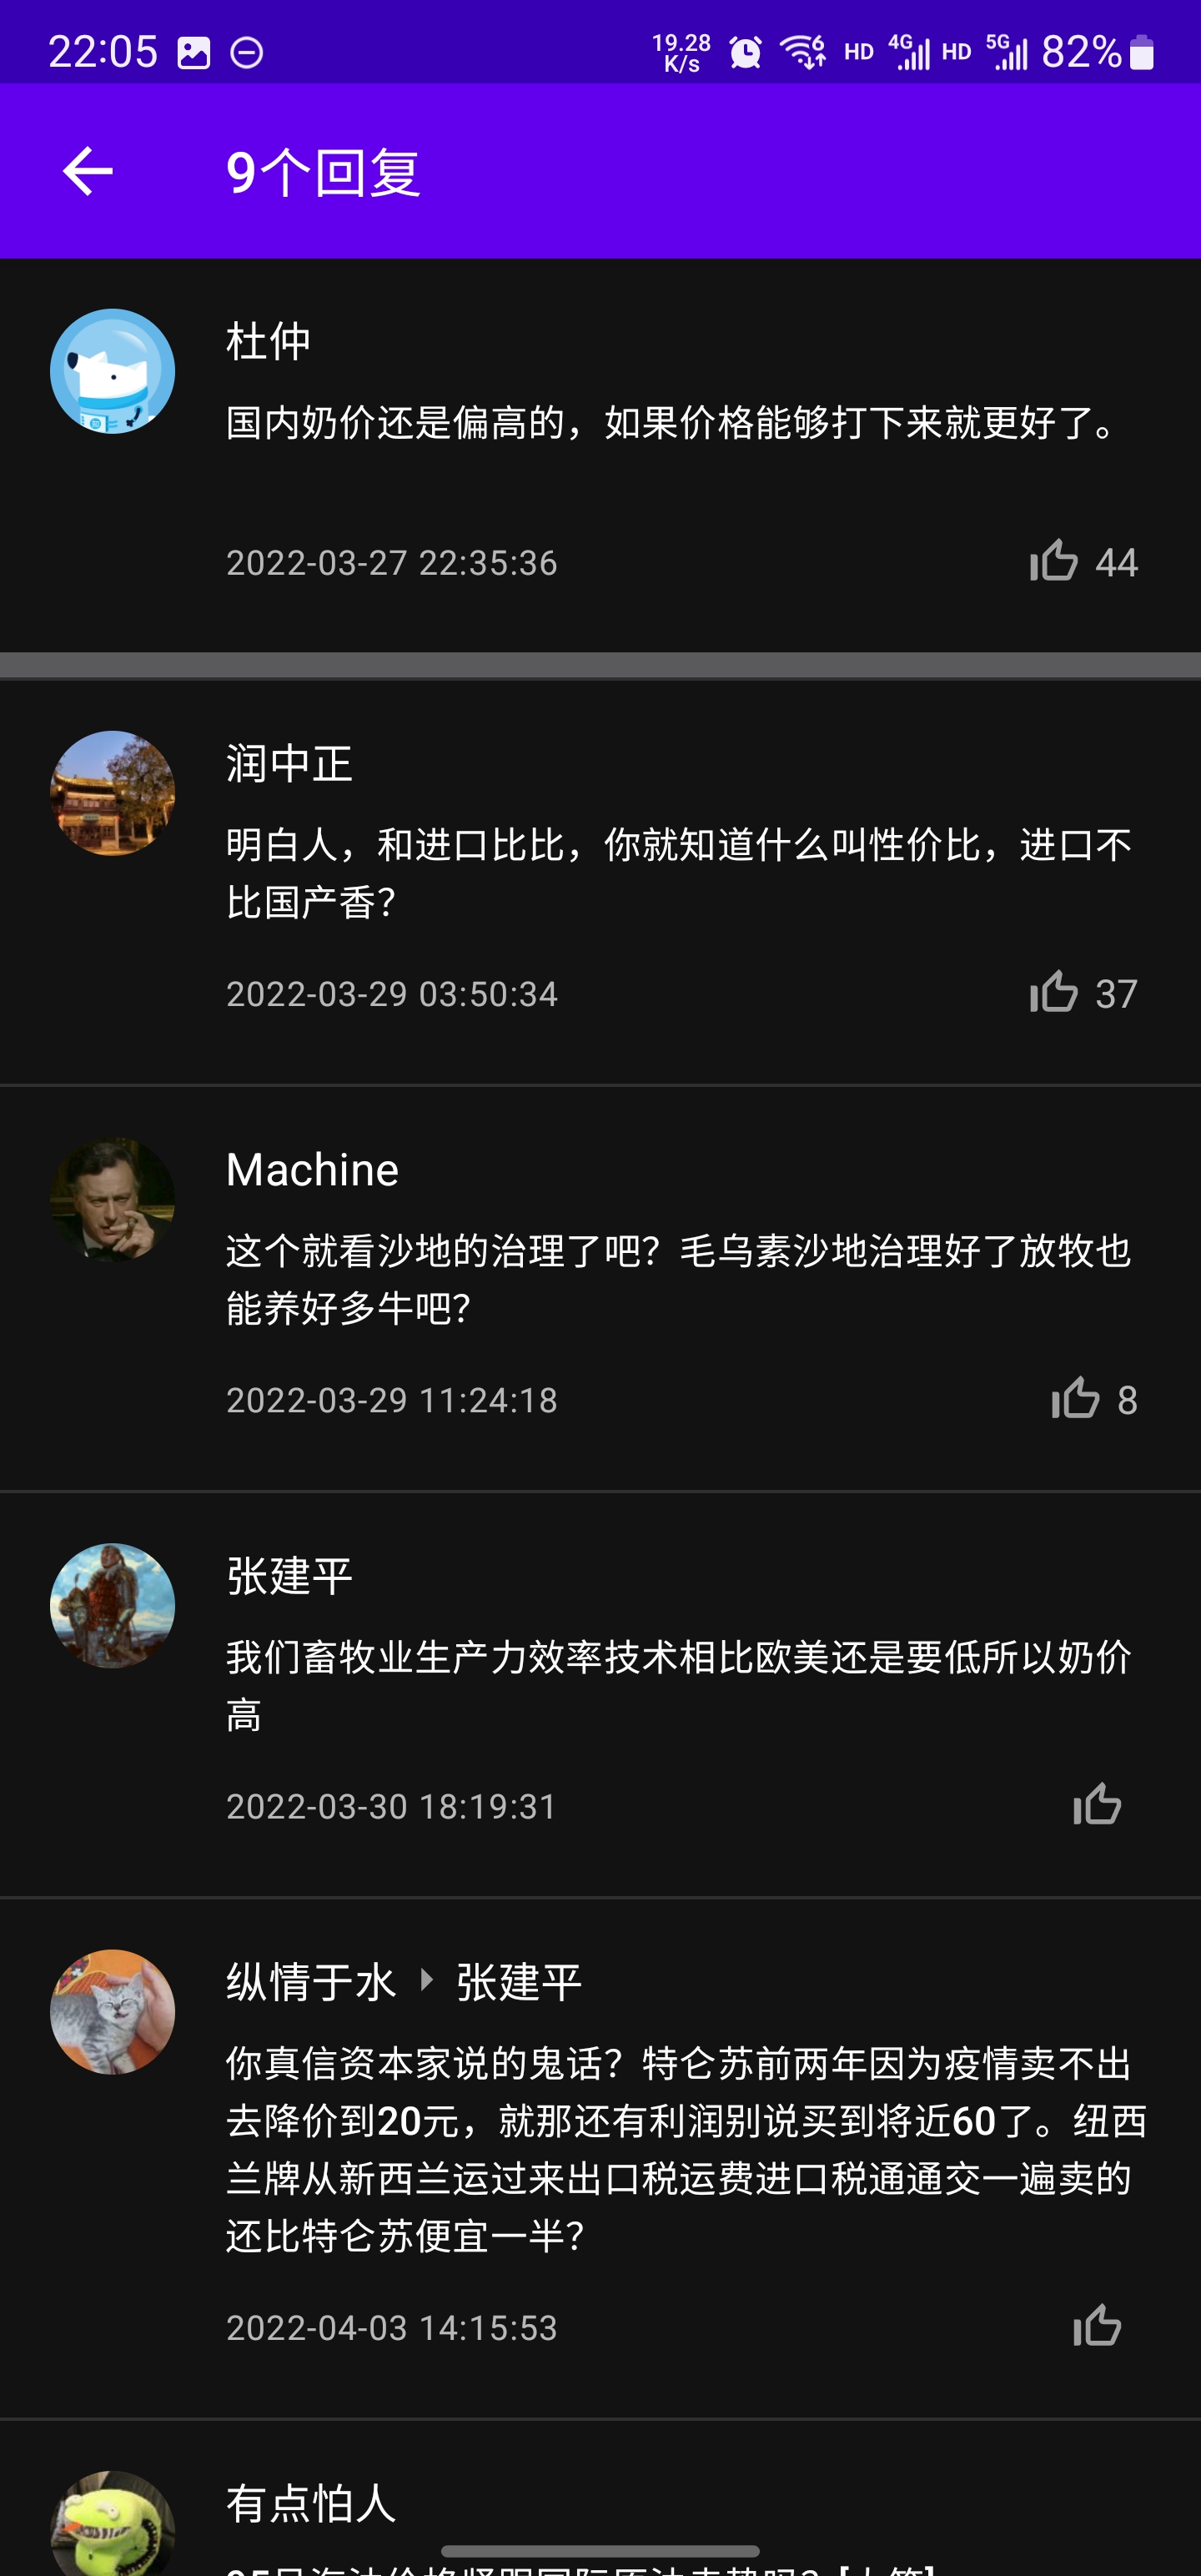 22:05
19.28 K/s
6 HD 4G HD 5G 82%
9个回复
杜仲
国内奶价还是偏高的，如果价格能够打下来就更好了。
2022-03-27 22:35:36 44
润中正
明白人，和进口比比，你就知道什么叫性价比，进口不
比国产香？
2022-03-29 03:50:34 37
Machine
这个就看沙地的治理了吧？毛乌素沙地治理好了放牧也
能养好多牛吧？
2022-03-29 11:24:18 8
张建平
我们畜牧业生产力效率技术相比欧美还是要低所以奶价
高
2022-03-30 18:19:31
纵情于水 张建平
你真信资本家说的鬼话？特仑苏前两年因为疫情卖不出
去降价到20元，就那还有利润别说买到将近60了。纽西
兰牌从新西兰运过来出口税运费进口税通通交一遍卖的
还比特仑苏便宜一半？
2022-04-03 14:15:53
有点怕人